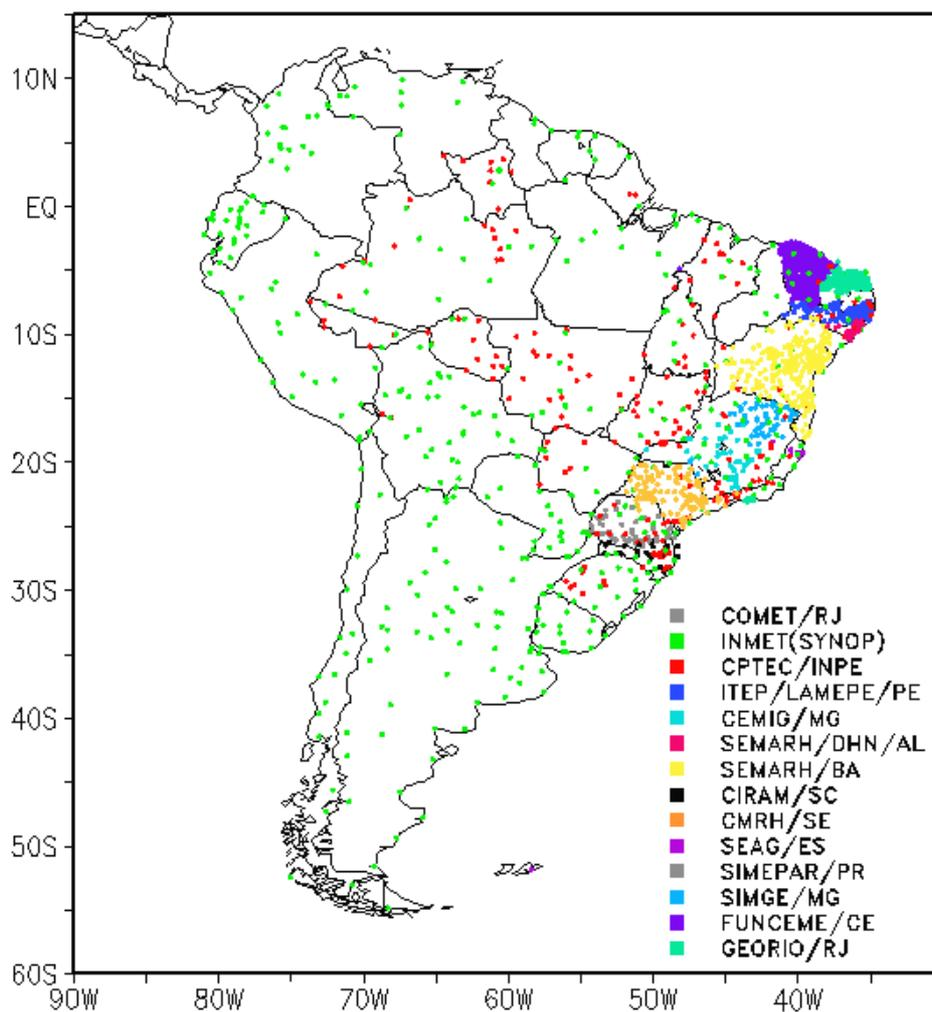 10N
EQ
10S
20S
30S
40S
50S
60S
COMET/RJ
INMET(SYNOP)
CPTEC/INPE
ITEP/LAMEPE/PE
CEMIG/MG
SEMARH/DHN/AL
SEMARH/BA
CIRAM/SC
CMRH/SE
SEAG/ES
SIMEPAR/PR
SIMGE/MG
FUNCEME/CE
GEORIO/RJ
90W 80W 70W 60W 50W 40W